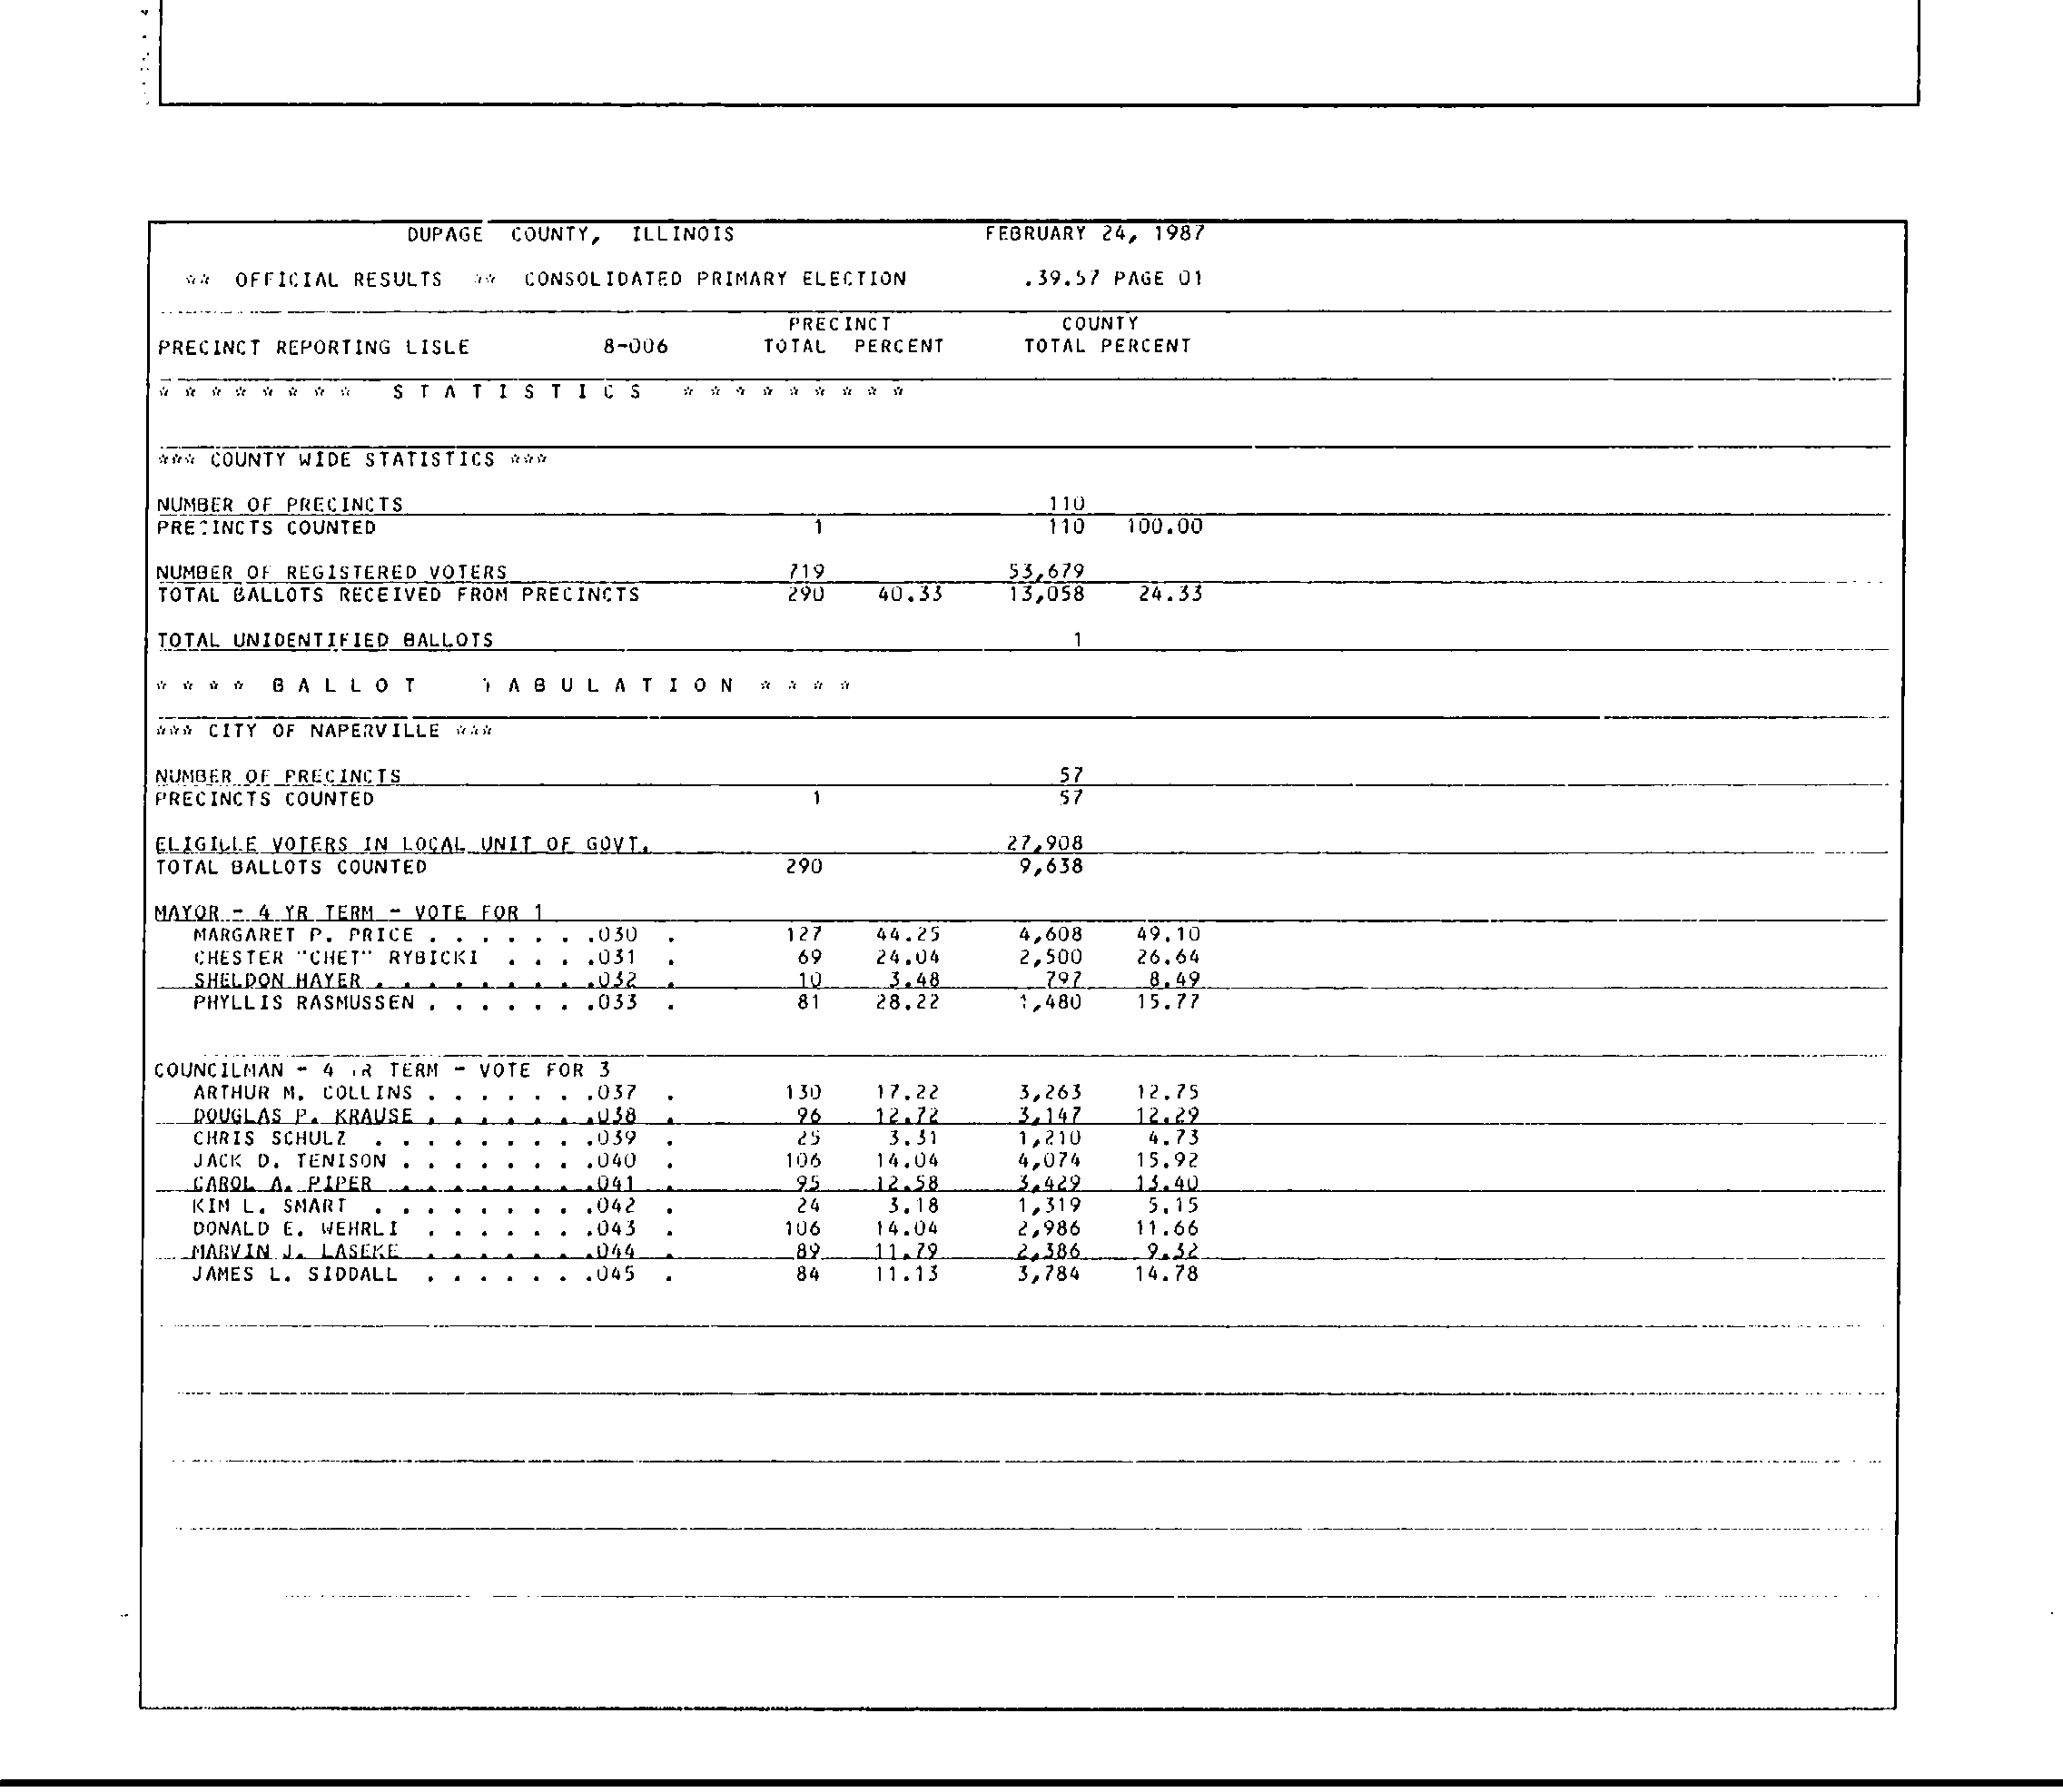 DUPAGE COUNTY, ILLINOIS FEBRUARY 24, 1987
** OFFICIAL RESULTS ** CONSOLIDATED PRIMARY ELECTION .39.57 PAGE 01
PRECINCT COUNTY
PRECINCT REPORTING LISLE 8-006 TOTAL PERCENT TOTAL PERCENT
* * * * * * * * S T A T I S T I C S * * * * * * * * *
*** COUNTY WIDE STATISTICS ***
NUMBER OF PRECINCTS 110
PRECINCTS COUNTED 1 110 100.00
NUMBER OF REGISTERED VOTERS 719 53,679
TOTAL BALLOTS RECEIVED FROM PRECINCTS 290 40.33 13,058 24.33
TOTAL UNIDENTIFIED BALLOTS 1
* * * * B A L L O T T A B U L A T I O N * * * *
*** CITY OF NAPERVILLE ***
NUMBER OF PRECINCTS 57
PRECINCTS COUNTED 1 57
ELIGILLE VOTERS IN LOCAL UNIT OF GOVT. 27,908
TOTAL BALLOTS COUNTED 290 9,638
MAYOR - 4 YR TERM - VOTE FOR 1
MARGARET P. PRICE . . . . . . .030 . 127 44.25 4,608 49.10
CHESTER "CHET" RYBICKI . . . .031 . 69 24.04 2,500 26.64
SHELDON HAYER . . . . . . . . .032 . 10 3.48 797 8.49
PHYLLIS RASMUSSEN . . . . . . .033 . 81 28.22 1,480 15.77
COUNCILMAN - 4 YR TERM - VOTE FOR 3
ARTHUR M. COLLINS . . . . . . .037 . 130 17.22 3,263 12.75
DOUGLAS P. KRAUSE . . . . . . .038 . 96 12.72 3,147 12.29
CHRIS SCHULZ . . . . . . . . .039 . 25 3.31 1,210 4.73
JACK D. TENISON . . . . . . . .040 . 106 14.04 4,074 15.92
CAROL A. PIPER . . . . . . . .041 . 95 12.58 3,429 13.40
KIM L. SMART . . . . . . . . .042 . 24 3.18 1,319 5.15
DONALD E. WEHRLI . . . . . . .043 . 106 14.04 2,986 11.66
MARVIN J. LASEKE . . . . . . .044 . 89 11.79 2,386 9.32
JAMES L. SIDDALL . . . . . . .045 . 84 11.13 3,784 14.78